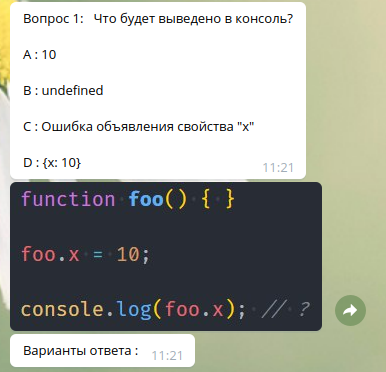 Вопрос 1: Что будет выведено в консоль?
A : 10
B : undefined
C : Ошибка объявления свойства "x"
D : {x: 10}
11:21
function foo() { }
foo.x = 10;
console.log(foo.x); // ?
Варианты ответа :
11:21